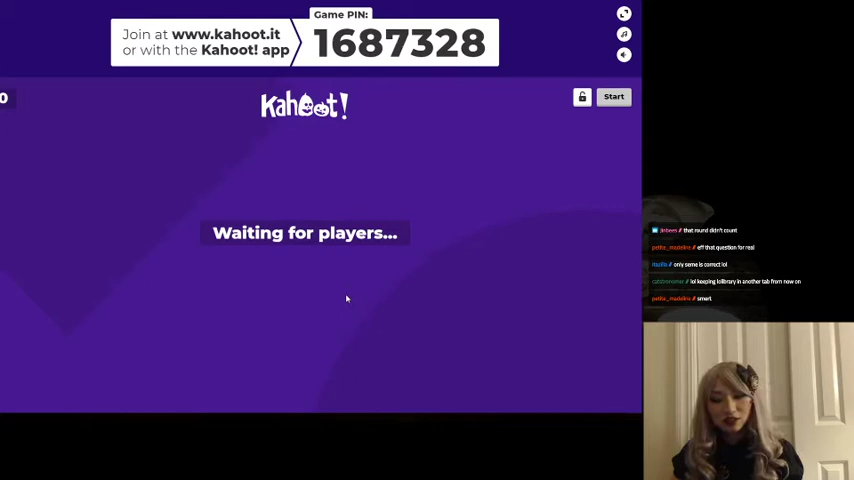 Game PIN:
Join at www.kahoot.it
or with the Kahoot! app
1687328
0
Kahoot!
Start
Waiting for players...
jinbees // that round didn't count
petite_madeline // eff that question for real
// only seme is correct lol
// lol keeping lolibrary in another tab from now on
petite_madeline // smert